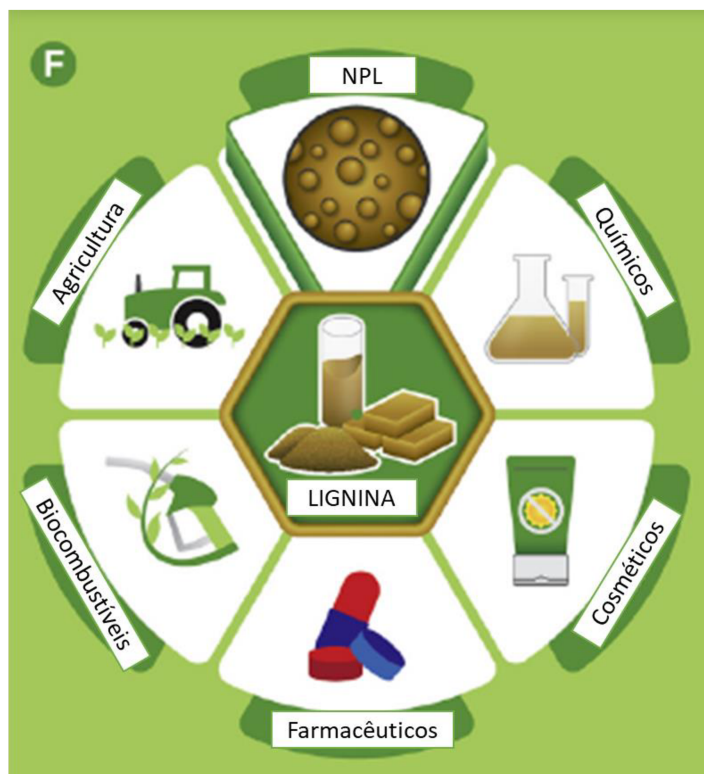 F
NPL
Agricultura
Químicos
LIGNINA
Biocombustíveis
Cosméticos
Farmacêuticos